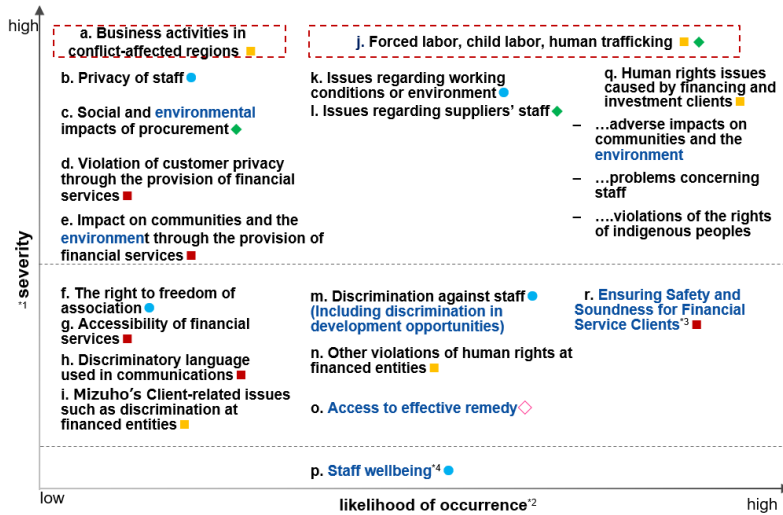 high
a. Business activities in
conflict-affected regions
j. Forced labor, child labor, human trafficking
b. Privacy of staff
c. Social and environmental
impacts of procurement
d. Violation of customer privacy
through the provision of financial
services
e. Impact on communities and the
environment through the provision of
financial services
k. Issues regarding working
conditions or environment
l. Issues regarding suppliers' staff
q. Human rights issues
caused by financing and
investment clients
– …adverse impacts on
communities and the
environment
– …problems concerning
staff
– ….violations of the rights
of indigenous peoples
*1 severity
f. The right to freedom of
association
g. Accessibility of financial
services
h. Discriminatory language
used in communications
i. Mizuho's Client-related issues
such as discrimination at
financed entities
m. Discrimination against staff
(Including discrimination in
development opportunities)
n. Other violations of human rights at
financed entities
o. Access to effective remedy
r. Ensuring Safety and
Soundness for Financial
Service Clients*3
p. Staff wellbeing*4
low
likelihood of occurrence*2
high